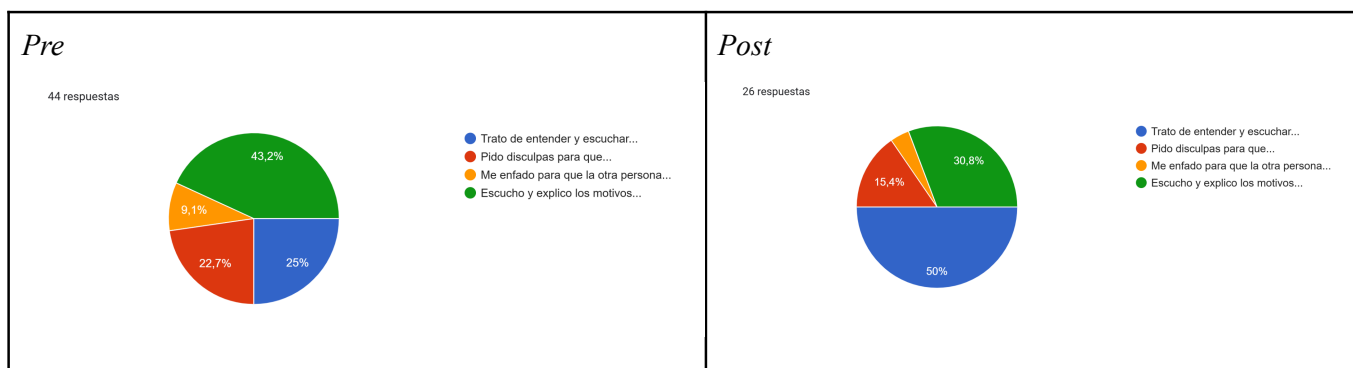 Pre
44 respuestas
43,2%
9,1%
22,7%
25%
Trato de entender y escuchar...
Pido disculpas para que...
Me enfado para que la otra persona...
Escucho y explico los motivos...
Post
26 respuestas
30,8%
15,4%
50%
Trato de entender y escuchar...
Pido disculpas para que...
Me enfado para que la otra persona...
Escucho y explico los motivos...